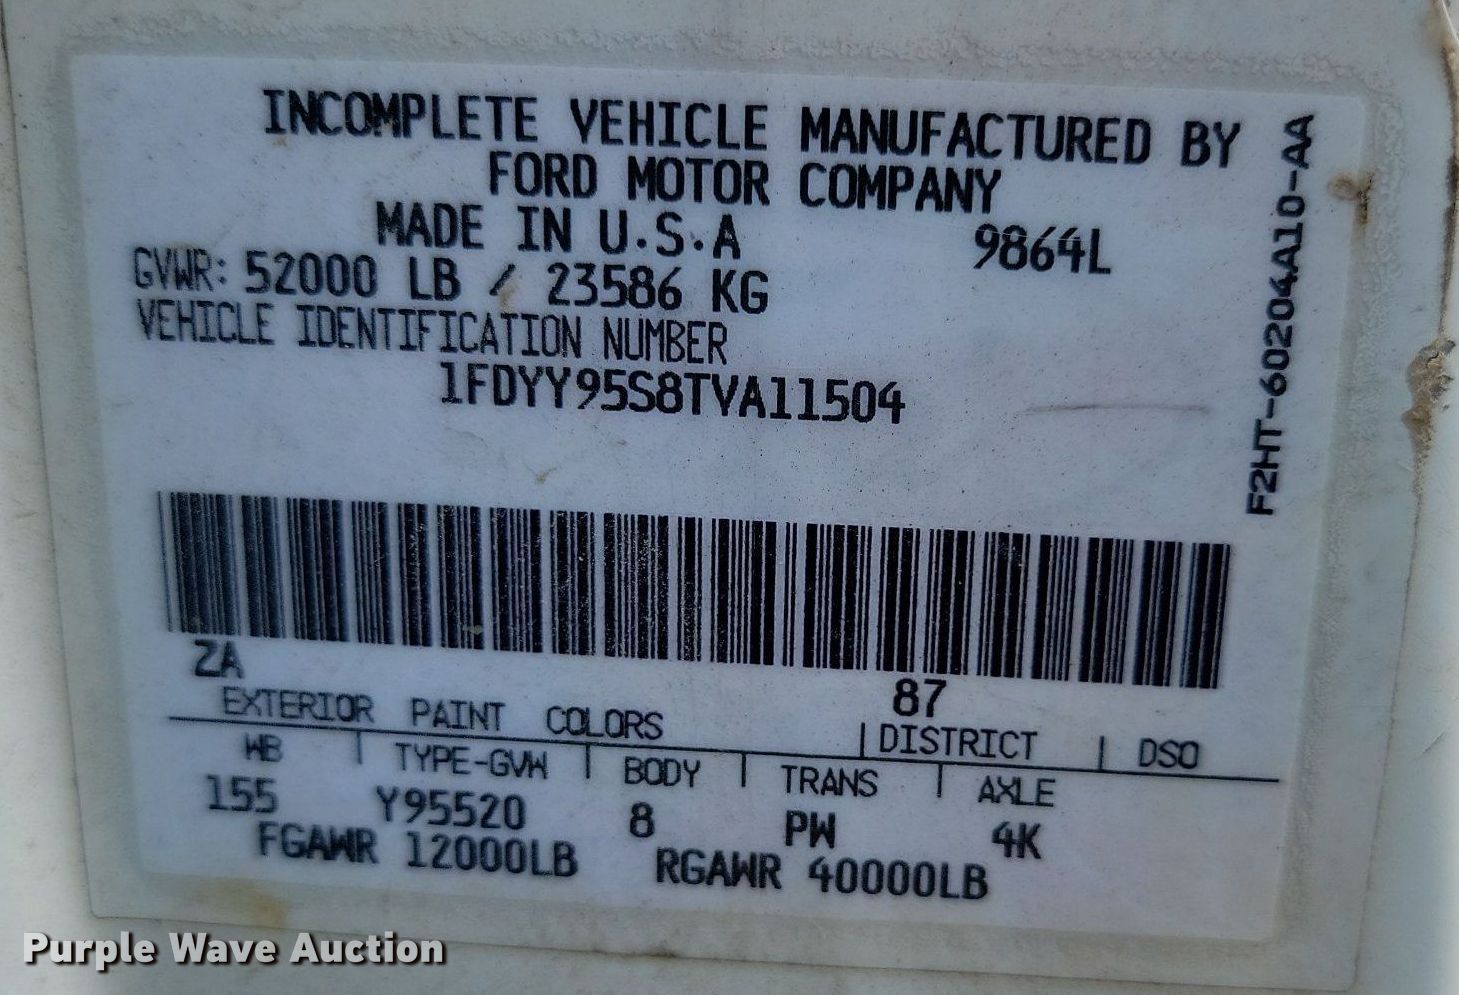 INCOMPLETE VEHICLE MANUFACTURED BY
FORD MOTOR COMPANY
MADE IN U.S.A
9864L
GVWR: 52000 LB / 23586 KG
VEHICLE IDENTIFICATION NUMBER
1FDYY95S8TVA11504
F2HT-60204A10-AA
ZA
87
EXTERIOR PAINT COLORS | DISTRICT | DSO
WB | TYPE-GVW | BODY | TRANS | AXLE
155 Y95520 8 PW 4K
FGAWR 12000LB RGAWR 40000LB
Purple Wave Auction